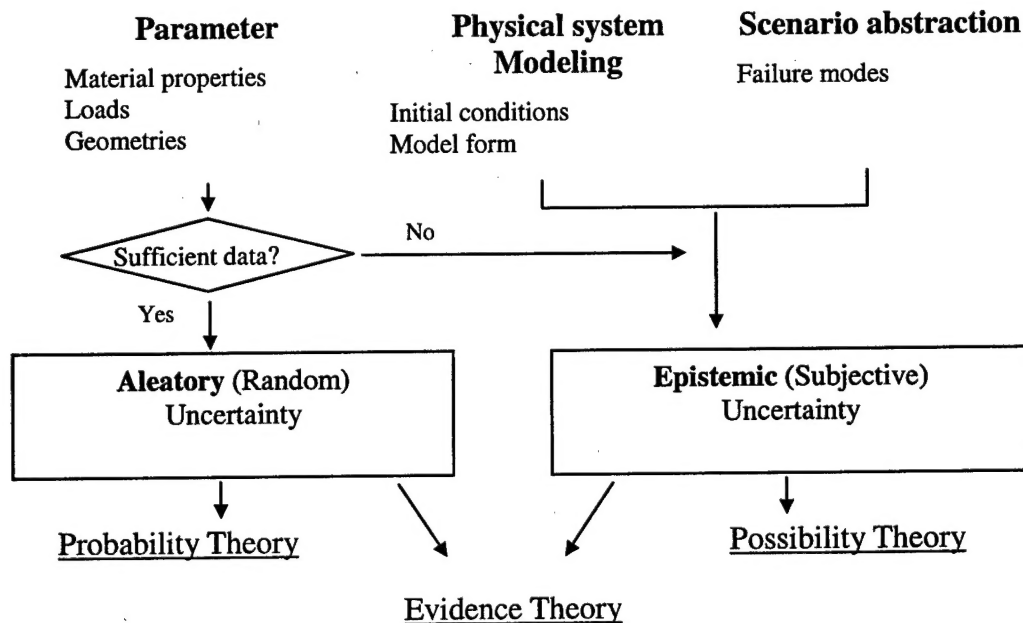 Parameter
Material properties
Loads
Geometries
Physical system
Modeling
Initial conditions
Model form
Scenario abstraction
Failure modes
Sufficient data?
No
Yes
Aleatory (Random)
Uncertainty
Epistemic (Subjective)
Uncertainty
Probability Theory
Possibility Theory
Evidence Theory